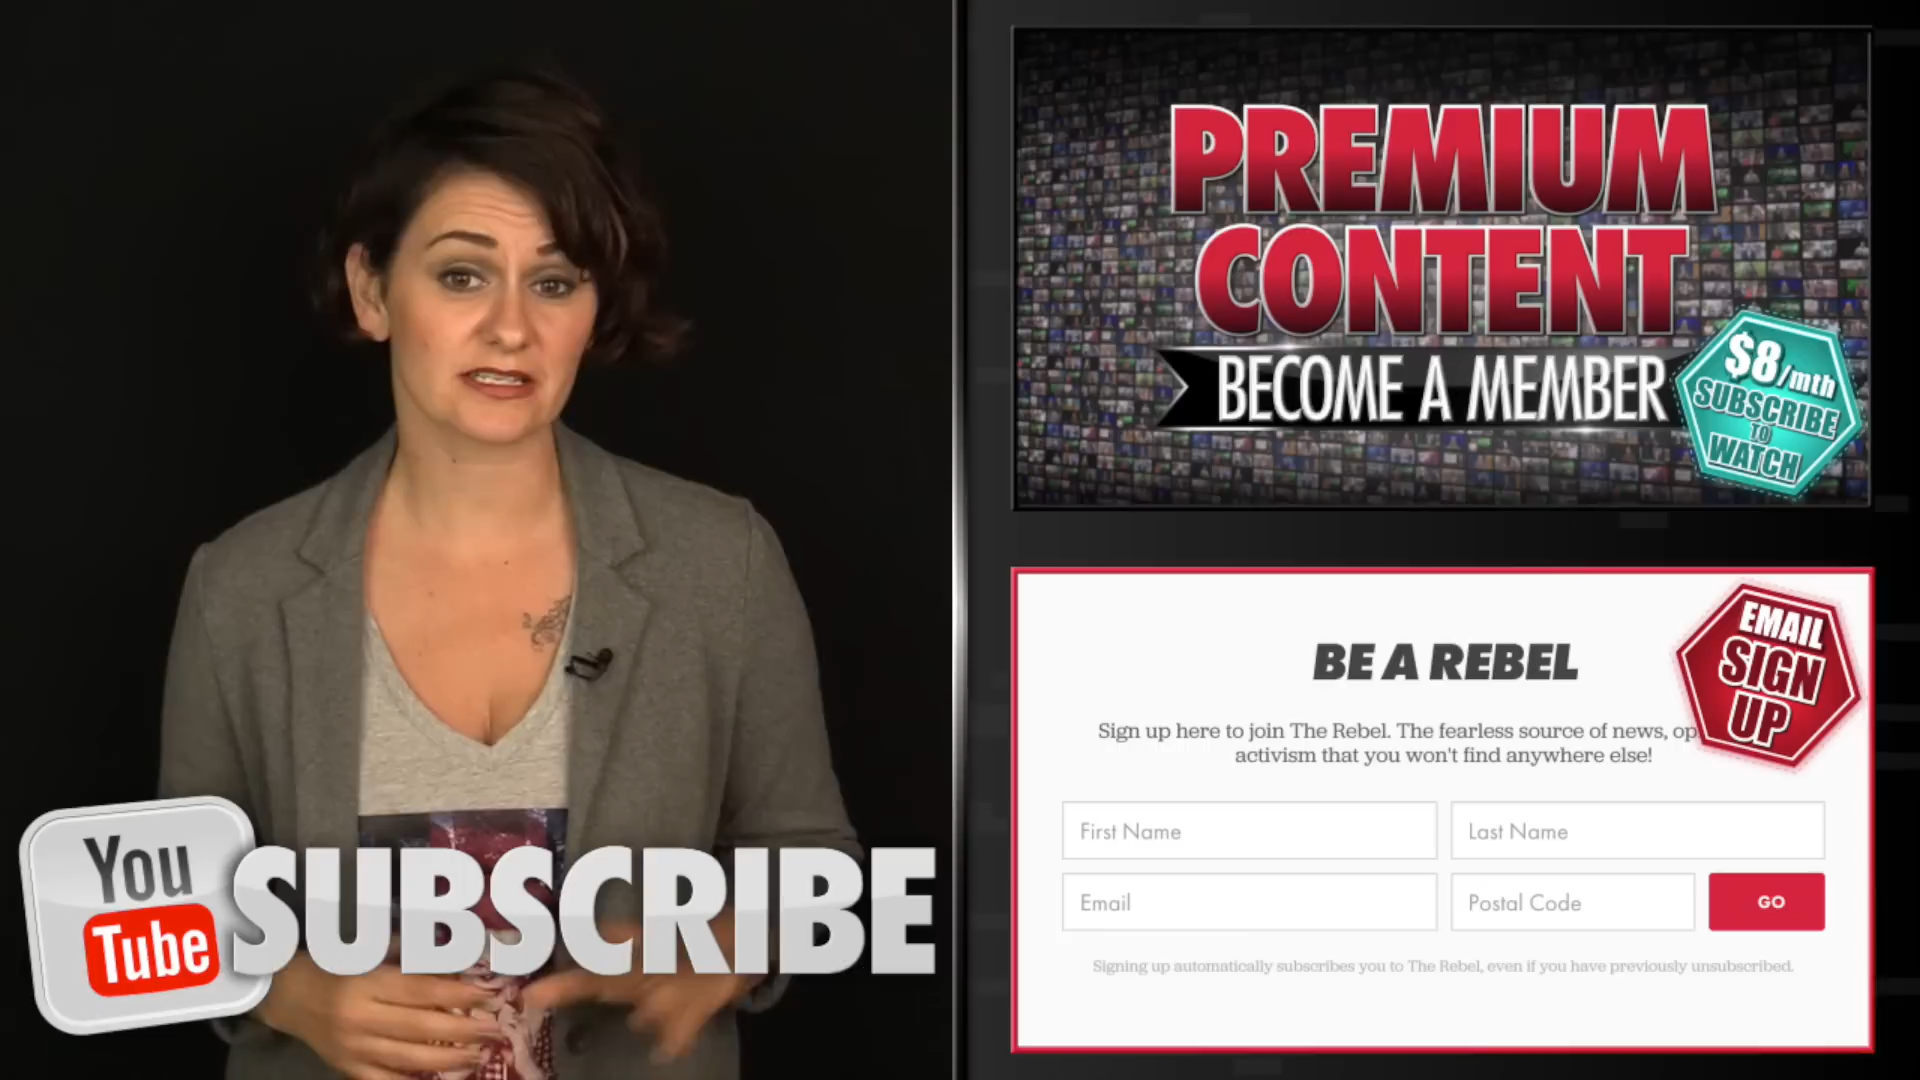 You
Tube
SUBSCRIBE
PREMIUM
CONTENT
BECOME A MEMBER
$8/mth
SUBSCRIBE
TO
WATCH
EMAIL
SIGN
UP
BE A REBEL
Sign up here to join The Rebel. The fearless source of news, op
activism that you won't find anywhere else!
First Name
Last Name
Email
Postal Code
GO
Signing up automatically subscribes you to The Rebel, even if you have previously unsubscribed.